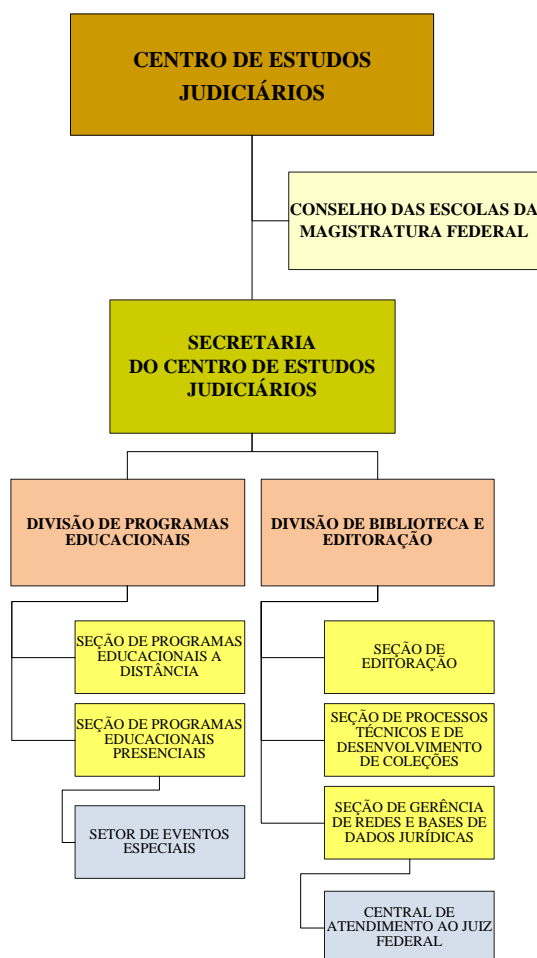 CENTRO DE ESTUDOS
JUDICIÁRIOS
CONSELHO DAS ESCOLAS DA
MAGISTRATURA FEDERAL
SECRETARIA
DO CENTRO DE ESTUDOS
JUDICIÁRIOS
DIVISÃO DE PROGRAMAS
EDUCACIONAIS
SEÇÃO DE PROGRAMAS
EDUCACIONAIS A
DISTÂNCIA
SEÇÃO DE PROGRAMAS
EDUCACIONAIS
PRESENCIAIS
SETOR DE EVENTOS
ESPECIAIS
DIVISÃO DE BIBLIOTECA E
EDITORAÇÃO
SEÇÃO DE
EDITORAÇÃO
SEÇÃO DE PROCESSOS
TÉCNICOS E DE
DESENVOLVIMENTO
DE COLEÇÕES
SEÇÃO DE GERÊNCIA
DE REDES E BASES DE
DADOS JURÍDICAS
CENTRAL DE
ATENDIMENTO AO JUIZ
FEDERAL